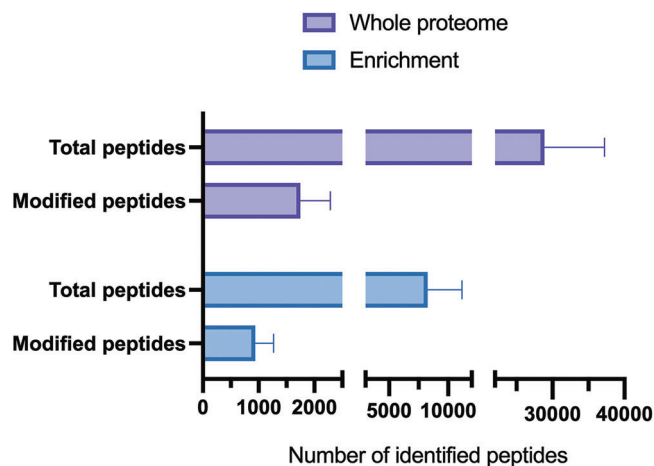 Whole proteome
Enrichment
Total peptides
Modified peptides
Total peptides
Modified peptides
0 1000 2000 5000 10000 30000 40000
Number of identified peptides